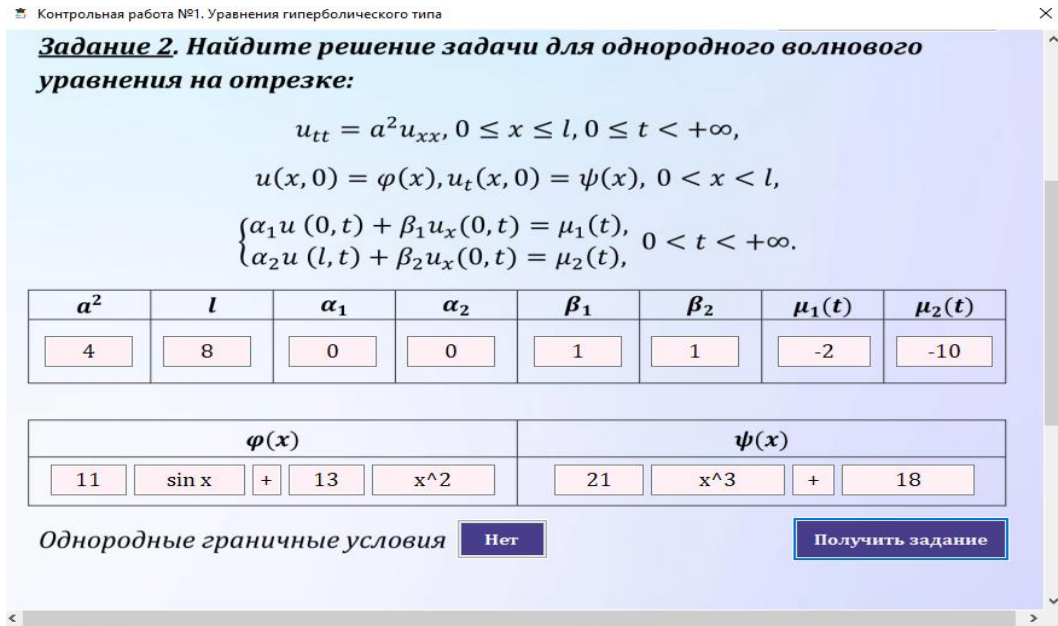 Контрольная работа №1. Уравнения гиперболического типа
Задание 2. Найдите решение задачи для однородного волнового
уравнения на отрезке:
u_tt = a²u_xx, 0 ≤ x ≤ l, 0 ≤ t < +∞,
u(x, 0) = φ(x), u_t(x, 0) = ψ(x), 0 < x < l,
{α₁u (0, t) + β₁u_x(0, t) = μ₁(t),
α₂u (l, t) + β₂u_x(0, t) = μ₂(t), 0 < t < +∞.
a² l α₁ α₂ β₁ β₂ μ₁(t) μ₂(t)
4 8 0 0 1 1 -2 -10
φ(x) ψ(x)
11 sin x + 13 x^2 21 x^3 + 18
Однородные граничные условия Нет Получить задание